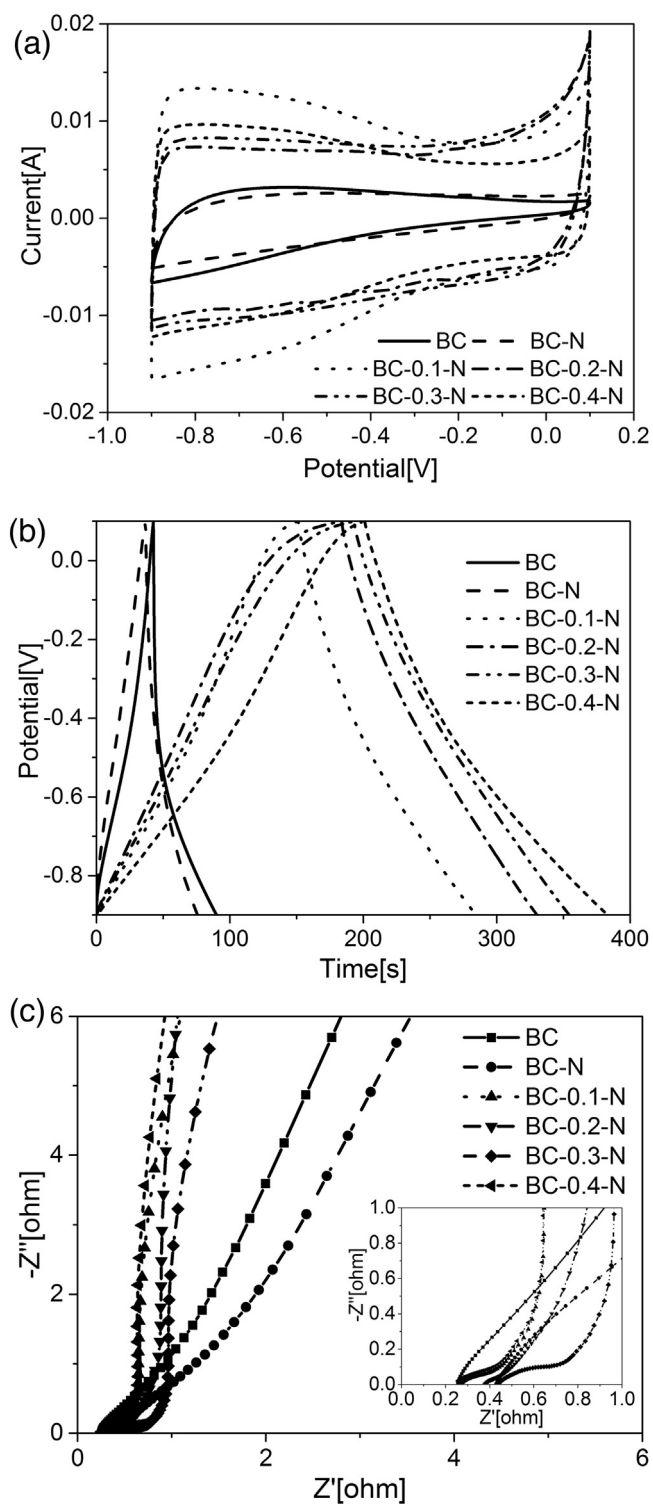 (a)
0.02
0.01
0.00
-0.01
-0.02
Current[A]
BC BC-N
BC-0.1-N BC-0.2-N
BC-0.3-N BC-0.4-N
-1.0 -0.8 -0.6 -0.4 -0.2 0.0 0.2
Potential[V]
(b)
0.0
-0.2
-0.4
-0.6
-0.8
Potential[V]
BC
BC-N
BC-0.1-N
BC-0.2-N
BC-0.3-N
BC-0.4-N
0 100 200 300 400
Time[s]
(c)
6
4
2
0
-Z''[ohm]
BC
BC-N
BC-0.1-N
BC-0.2-N
BC-0.3-N
BC-0.4-N
1.0
0.8
0.6
0.4
0.2
0.0
-Z''[ohm]
0.0 0.2 0.4 0.6 0.8 1.0
Z'[ohm]
0 2 4 6
Z'[ohm]